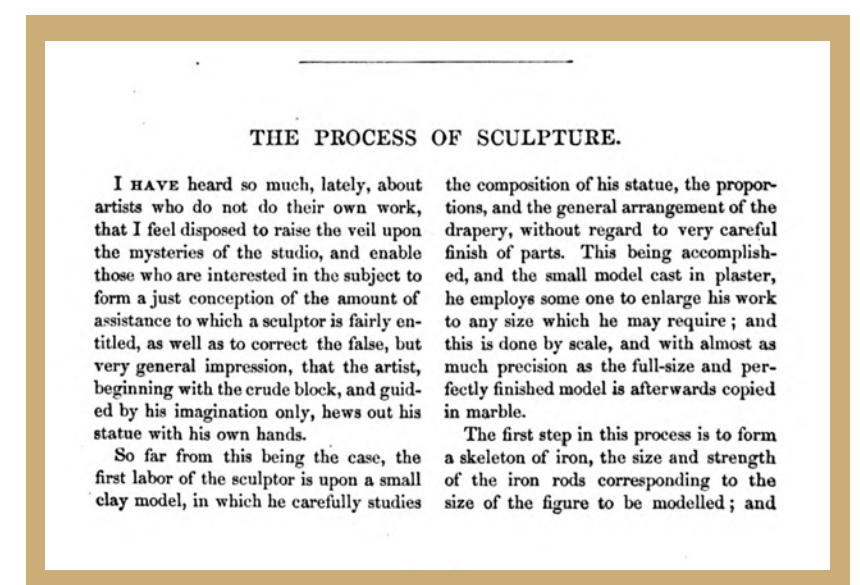 THE PROCESS OF SCULPTURE.
I HAVE heard so much, lately, about
artists who do not do their own work,
that I feel disposed to raise the veil upon
the mysteries of the studio, and enable
those who are interested in the subject to
form a just conception of the amount of
assistance to which a sculptor is fairly en-
titled, as well as to correct the false, but
very general impression, that the artist,
beginning with the crude block, and guid-
ed by his imagination only, hews out his
statue with his own hands.
So far from this being the case, the
first labor of the sculptor is upon a small
clay model, in which he carefully studies
the composition of his statue, the propor-
tions, and the general arrangement of the
drapery, without regard to very careful
finish of parts. This being accomplish-
ed, and the small model cast in plaster,
he employs some one to enlarge his work
to any size which he may require ; and
this is done by scale, and with almost as
much precision as the full-size and per-
fectly finished model is afterwards copied
in marble.
The first step in this process is to form
a skeleton of iron, the size and strength
of the iron rods corresponding to the
size of the figure to be modelled ; and